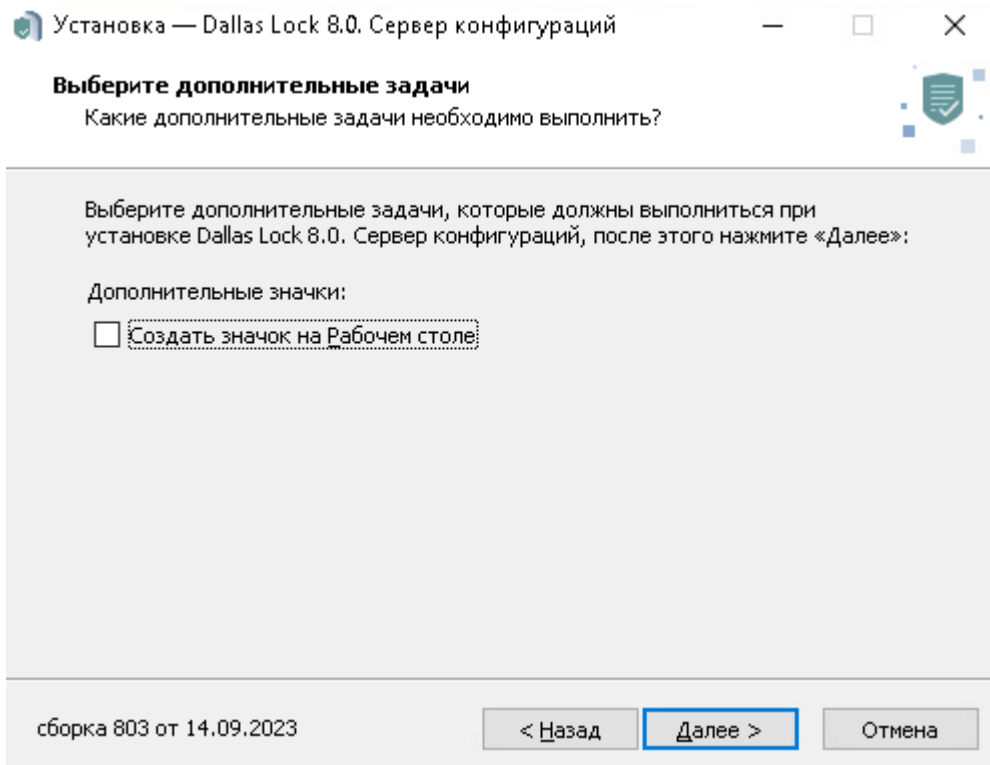 Установка — Dallas Lock 8.0. Сервер конфигураций
Выберите дополнительные задачи
Какие дополнительные задачи необходимо выполнить?
Выберите дополнительные задачи, которые должны выполниться при
установке Dallas Lock 8.0. Сервер конфигураций, после этого нажмите «Далее»:
Дополнительные значки:
Создать значок на Рабочем столе
сборка 803 от 14.09.2023
< Назад
Далее >
Отмена